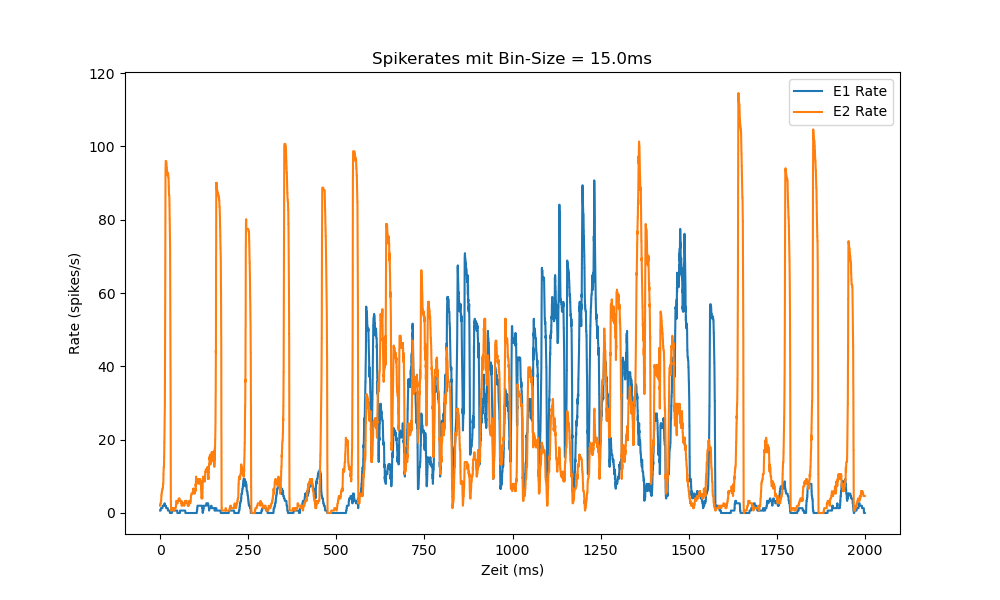 Spikerates mit Bin-Size = 15.0ms
E1 Rate
E2 Rate
Rate (spikes/s)
120
100
80
60
40
20
0
0 250 500 750 1000 1250 1500 1750 2000
Zeit (ms)